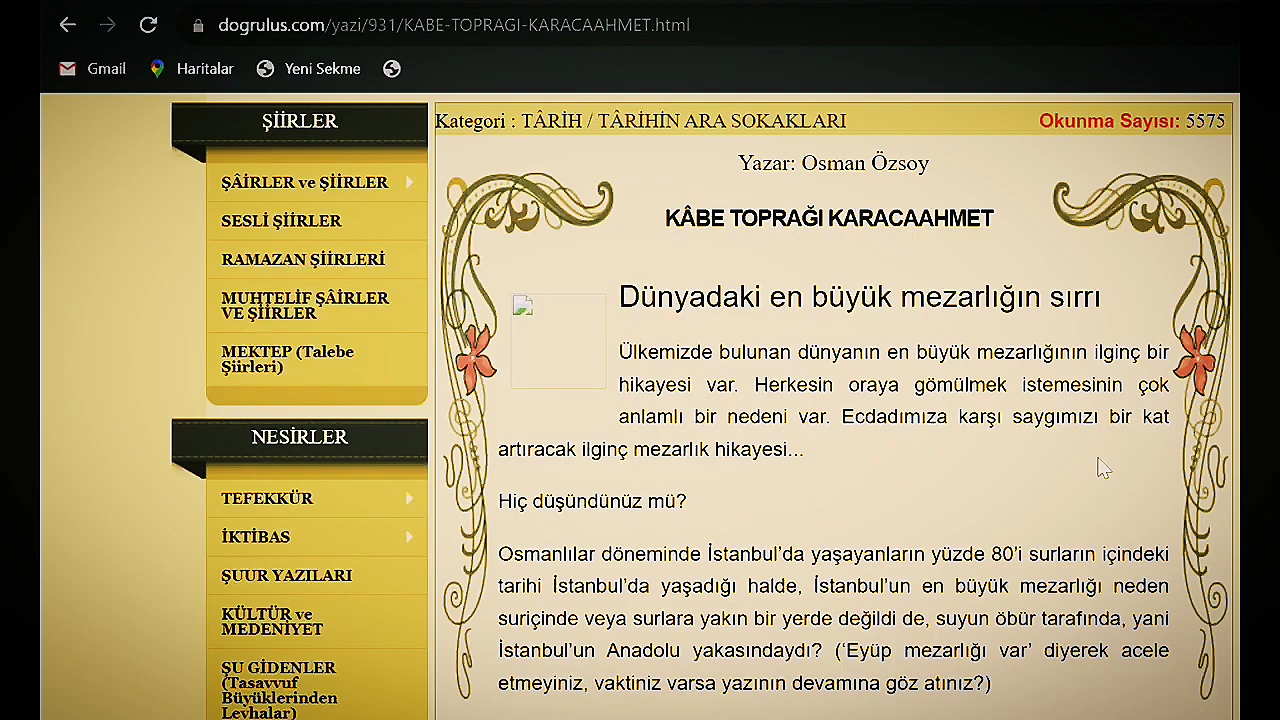 dogrulus.com/yazi/931/KABE-TOPRAGI-KARACAAHMET.html
Gmail Haritalar Yeni Sekme
ŞİİRLER
ŞÂİRLER ve ŞİİRLER
SESLİ ŞİİRLER
RAMAZAN ŞİİRLERİ
MUHTELİF ŞÂİRLER
VE ŞİİRLER
MEKTEP (Talebe
Şiirleri)
NESİRLER
TEFEKKÜR
İKTİBAS
ŞUUR YAZILARI
KÜLTÜR ve
MEDENİYET
ŞU GİDENLER
(Tasavvuf
Büyüklerinden
Levhalar)
Kategori : TÂRİH / TÂRİHİN ARA SOKAKLARI
Okunma Sayısı: 5575
Yazar: Osman Özsoy
KÂBE TOPRAĞI KARACAAHMET
Dünyadaki en büyük mezarlığın sırrı
Ülkemizde bulunan dünyanın en büyük mezarlığının ilginç bir
hikayesi var. Herkesin oraya gömülmek istemesinin çok
anlamlı bir nedeni var. Ecdadımıza karşı saygımızı bir kat
artıracak ilginç mezarlık hikayesi...
Hiç düşündünüz mü?
Osmanlılar döneminde İstanbul’da yaşayanların yüzde 80’i surların içindeki
tarihi İstanbul’da yaşadığı halde, İstanbul’un en büyük mezarlığı neden
suriçinde veya surlara yakın bir yerde değildi de, suyun öbür tarafında, yani
İstanbul’un Anadolu yakasındaydı? (‘Eyüp mezarlığı var’ diyerek acele
etmeyiniz, vaktiniz varsa yazının devamına göz atınız?)